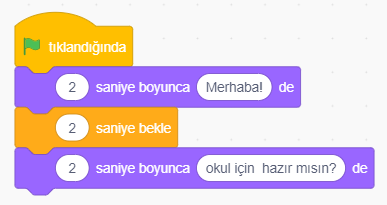 tıklandığında
2 saniye boyunca Merhaba! de
2 saniye bekle
2 saniye boyunca okul için hazır mısın? de